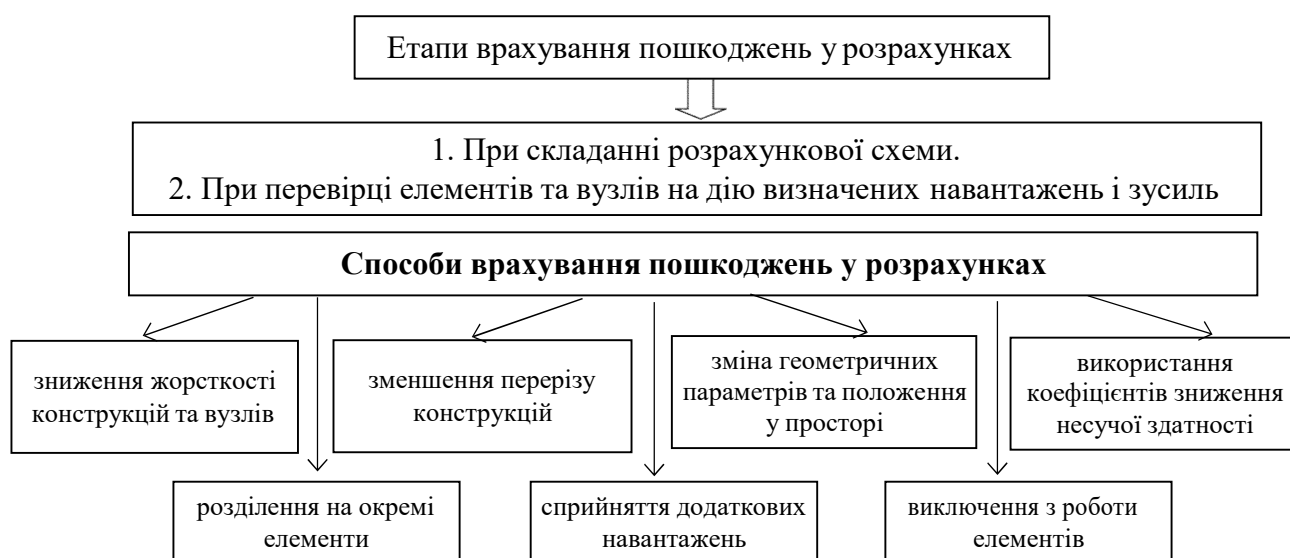 Етапи врахування пошкоджень у розрахунках
1. При складанні розрахункової схеми.
2. При перевірці елементів та вузлів на дію визначених навантажень і зусиль
Способи врахування пошкоджень у розрахунках
зниження жорсткості
конструкцій та вузлів
зменшення перерізу
конструкцій
зміна геометричних
параметрів та положення
у просторі
використання
коефіцієнтів зниження
несучої здатності
розділення на окремі
елементи
сприйняття додаткових
навантажень
виключення з роботи
елементів